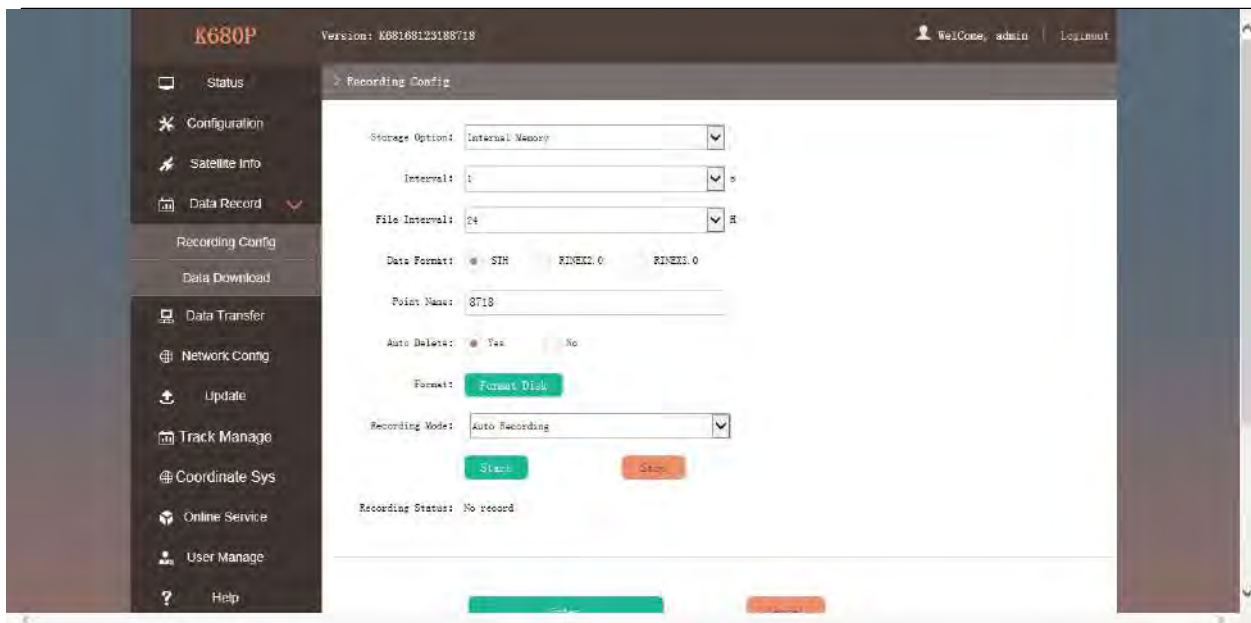 K680P
Version: K68168123188718
WelCome, admin | Loginout
Status
> Recording Config
Configuration
Satellite Info
Data Record
Recording Config
Data Download
Data Transfer
Network Config
Update
Track Manage
Coordinate Sys
Online Service
User Manage
? Help
Storage Option: Internal Memory
Interval: 1 s
File Interval: 24 H
Data Format: STH RINEX2.0 RINEX3.0
Point Name: 8718
Auto Delete: Yes No
Format: Format Disk
Recording Mode: Auto Recording
Start Stop
Recording Status: No record